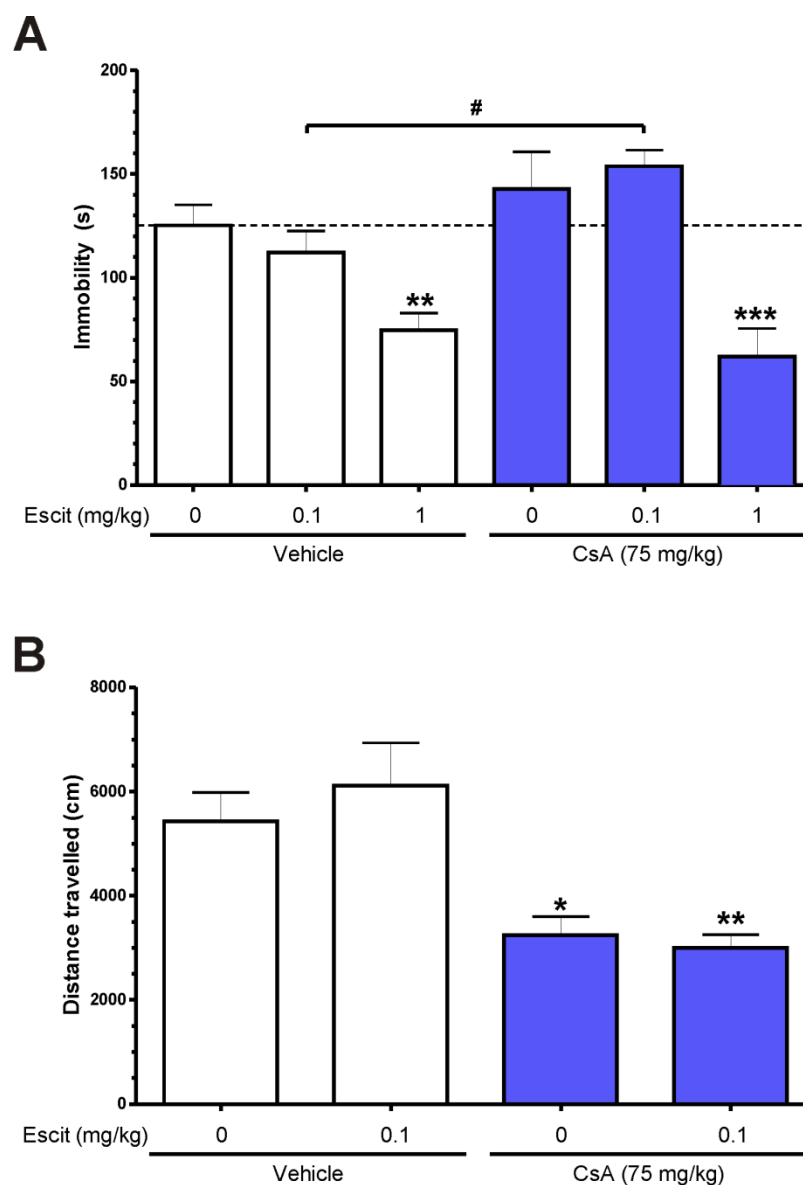 A
200
#
150
Immobility (s)
100
**
***
50
0
Escit (mg/kg) 0 0.1 1 0 0.1 1
Vehicle CsA (75 mg/kg)
B
8000
6000
Distance travelled (cm)
4000
*
**
2000
0
Escit (mg/kg) 0 0.1 0 0.1
Vehicle CsA (75 mg/kg)